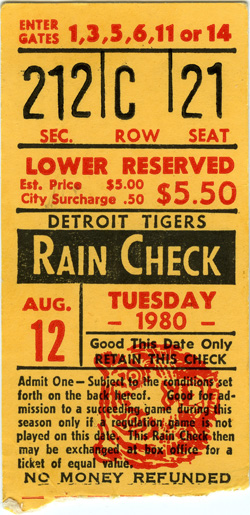 ENTER GATES 1, 3, 5, 6, 11 or 14
212 C 21
SEC. ROW SEAT
LOWER RESERVED
Est. Price $5.00
City Surcharge .50 $5.50
DETROIT TIGERS
RAIN CHECK
AUG. 12 TUESDAY
- 1980 -
Good This Date Only
RETAIN THIS CHECK
Admit One — Subject to the conditions set
forth on the back hereof. Good for ad-
mission to a succeeding game during this
season only if a regulation game is not
played on this date. This Rain Check then
may be exchanged at box office for a
ticket of equal value.
NO MONEY REFUNDED